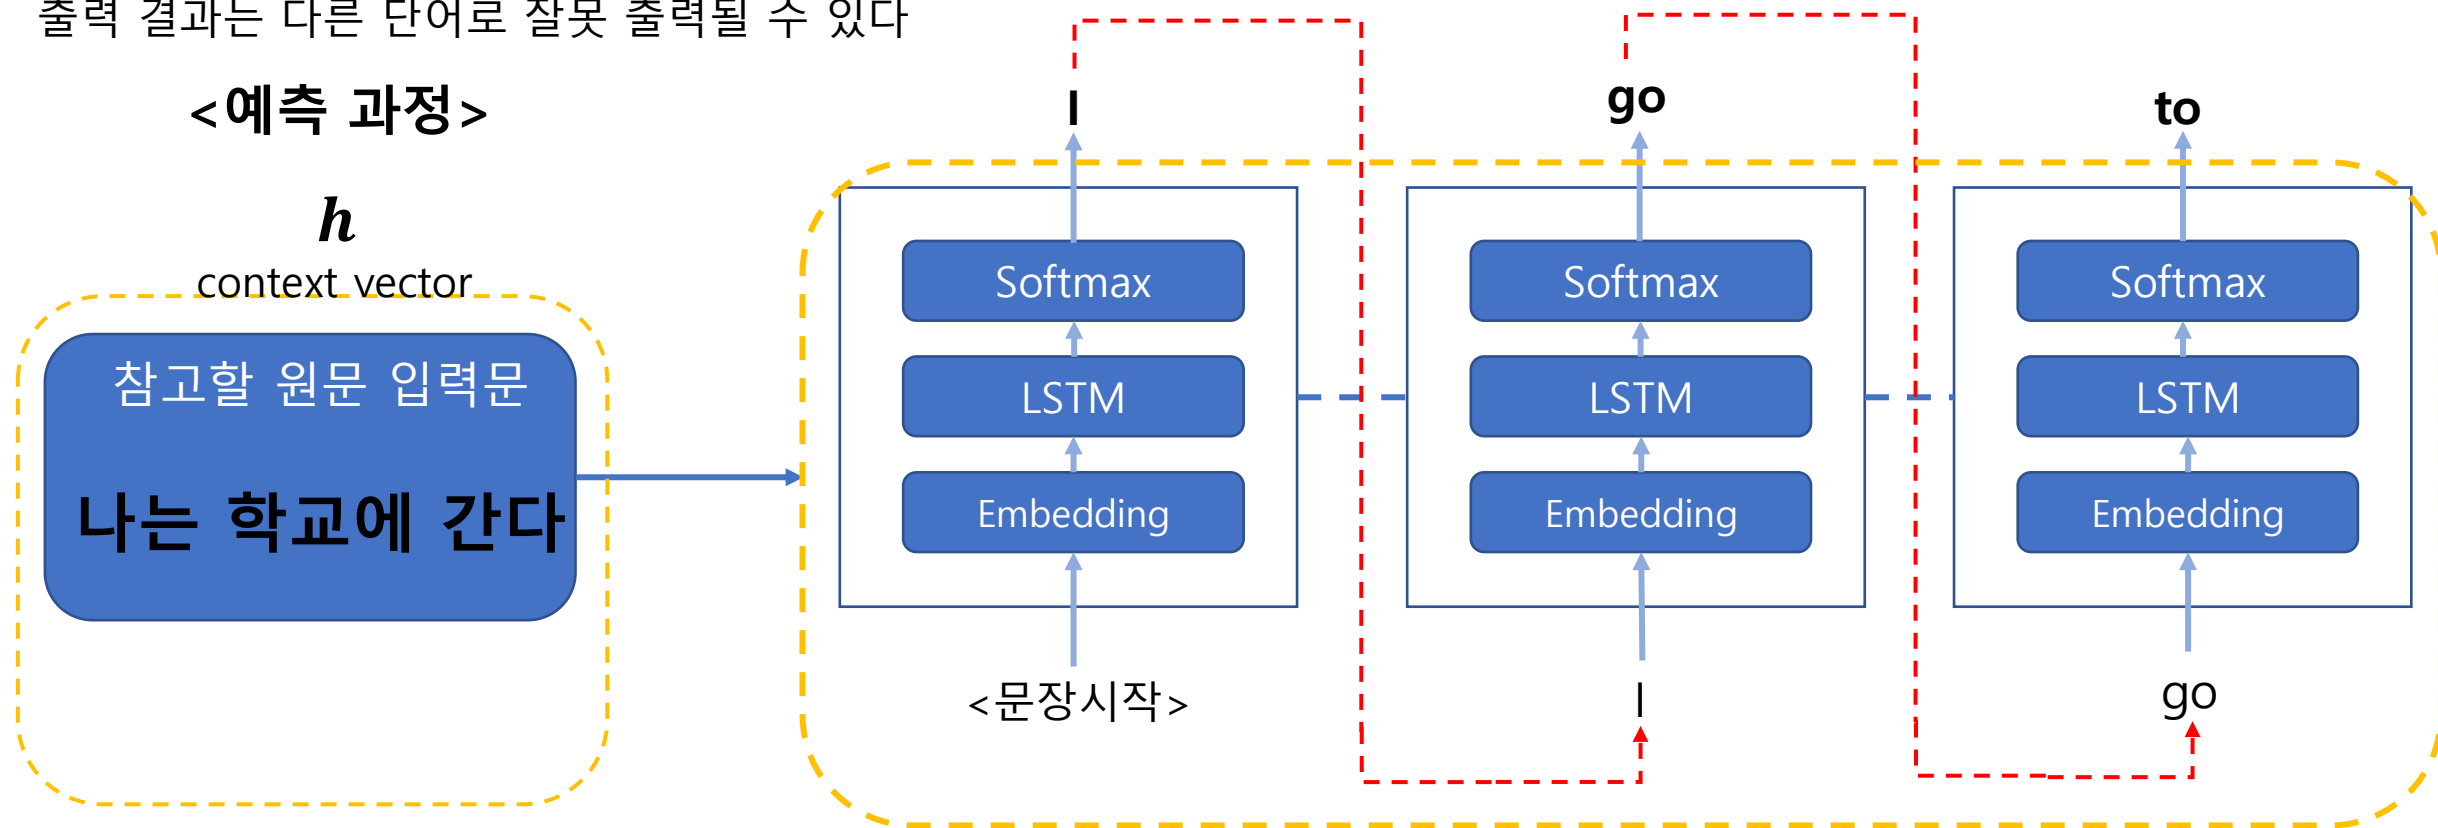 출력 결과는 다른 단어로 잘못 출력될 수 있다
<예측 과정>
h
context vector
참고할 원문 입력문
나는 학교에 간다
I
go
to
Softmax
Softmax
Softmax
LSTM
LSTM
LSTM
Embedding
Embedding
Embedding
<문장시작>
I
go